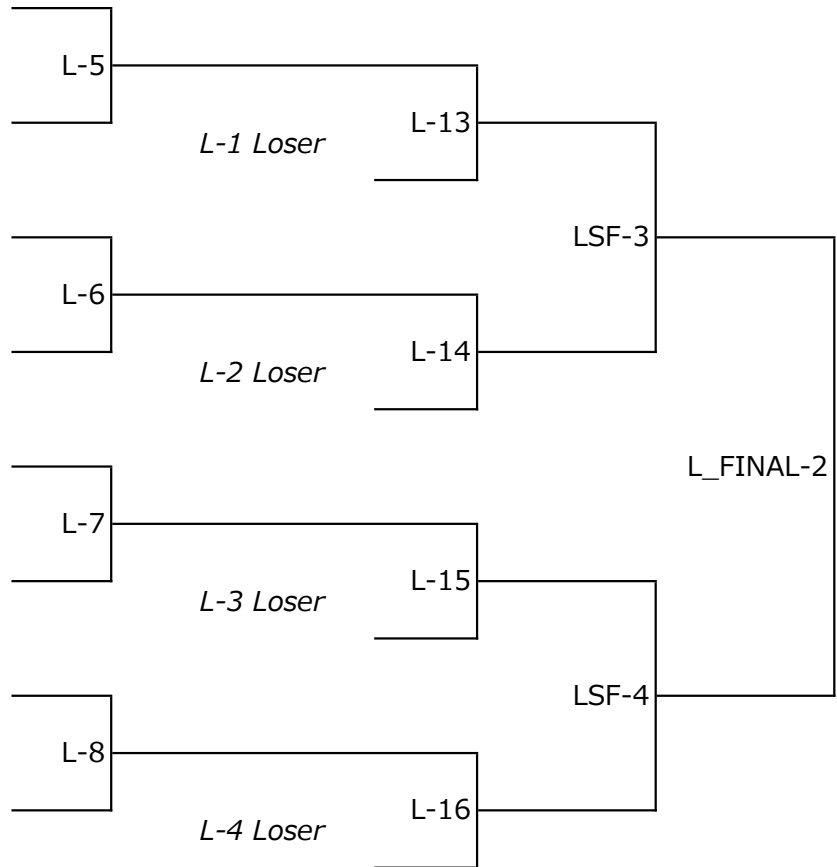 L-5
L-13
L-1 Loser
LSF-3
L-6
L-14
L-2 Loser
L_FINAL-2
L-7
L-15
L-3 Loser
LSF-4
L-8
L-16
L-4 Loser